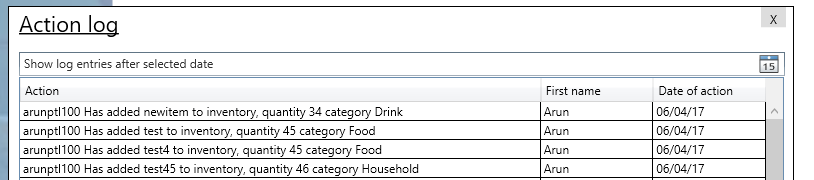 Action log
X
Show log entries after selected date
15
Action First name Date of action
arunptl100 Has added newitem to inventory, quantity 34 category Drink Arun 06/04/17
arunptl100 Has added test to inventory, quantity 45 category Food Arun 06/04/17
arunptl100 Has added test4 to inventory, quantity 45 category Food Arun 06/04/17
arunptl100 Has added test45 to inventory, quantity 46 category Household Arun 06/04/17